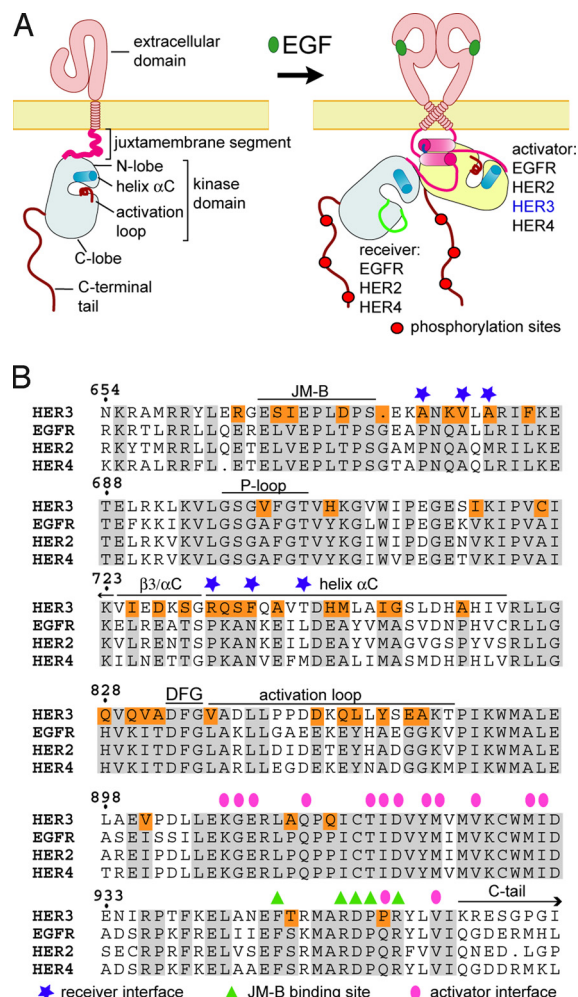 A
extracellular
domain
EGF
juxtamembrane segment
N-lobe
helix αC
activation
loop
kinase
domain
C-lobe
C-terminal
tail
activator:
EGFR
HER2
HER3
HER4
receiver:
EGFR
HER2
HER4
phosphorylation sites
B
654
JM-B
HER3 NKRAMRRYLERGESIEPLDPS.EKANKVLARIFKE
EGFR RKRTLRRLLQERELVEPLTPSGEAPNQALLRILKE
HER2 RKYTMRRLLQETELVEPLTPSGAMPNQAQMRILKE
HER4 KKRALRRFL.ETELVEPLTPSGTAPNQAQLRILKE
688
P-loop
HER3 TELRKLKVLGSGVFGTVHKGVWIPEGESIKIPVCI
EGFR TEFKKIKVLGSGAFGTVYKGLWIPEGEKVKIPVAI
HER2 TELRKVKVLGSGAFGTVYKGIWIPDGENVKIPVAI
HER4 TELKRVKVLGSGAFGTVYKGIWVPEGETVKIPVAI
723
β3/αC helix αC
HER3 KVIEDKSGRQSFQAVTDHMLAIGSLDHAHIVRLLG
EGFR KELREATSPKANKEILDEAYVMASVDNPHVCRLLG
HER2 KVLRENTSPKANKEILDEAYVMAGVGSPYVSRLLG
HER4 KILNETTGPKANVEFMDEALIMASMDHPHLVRLLG
828
DFG activation loop
HER3 QVQVADFGVADLLPPDDKQLLYSEAKTPIKWMALE
EGFR HVKITDFGLAKLLGAEEKEYHAEGGKVPIKWMALE
HER2 HVKITDFGLARLLDIDETEYHADGGKVPIKWMALE
HER4 HVKITDFGLARLLEGDEKEYNADGGKMPIKWMALE
898
HER3 LAEVPDLLEKGERLAQPQICTIDVYMVMVKCWMID
EGFR ASEISSILEKGERLPQPPICTIDVYMIMVKCWMID
HER2 AREIPDLLEKGERLPQPPICTIDVYMIMVKCWMID
HER4 TREIPDLLEKGERLPQPPICTIDVYMVMVKCWMID
933
C-tail
HER3 ENIRPTFKELANEFTRMARDPPRYLVIKRESGPGI
EGFR ADSRPKFRELIIEFSKMARDPQRYLVIQGDERMHL
HER2 SECRPRFRELVSEFSRMARDPQRFVVIQNED.LGP
HER4 ADSRPKFKELAAEFSRMARDPQRYLVIQGDDRMKL
receiver interface JM-B binding site activator interface